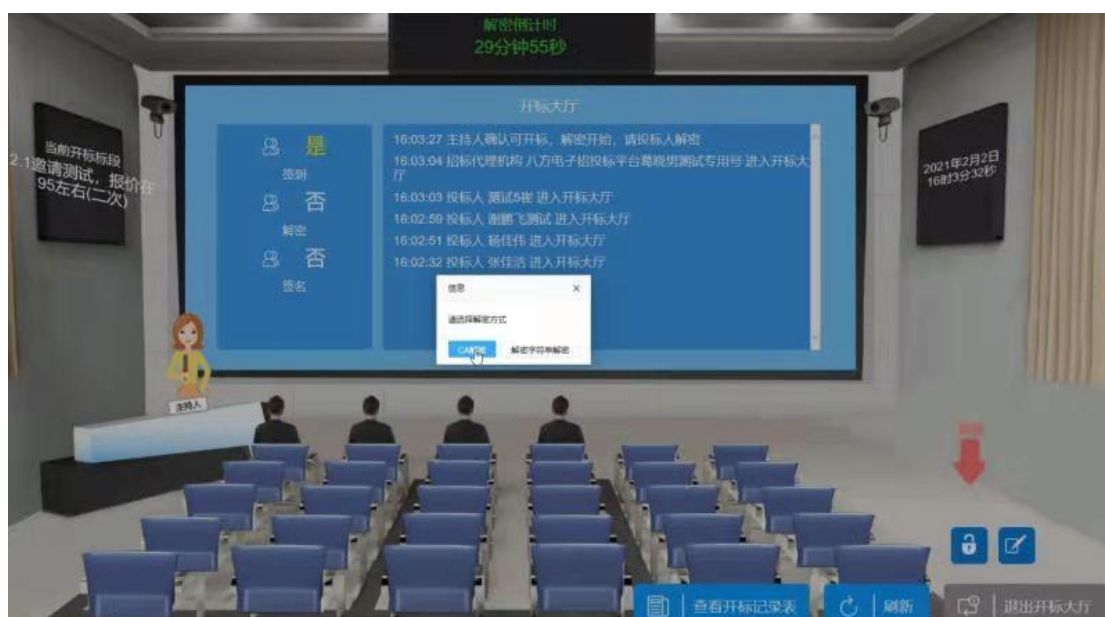 解密倒计时
29分钟55秒
当前开标标段
2.1邀请测试，报价在
95左右(二次)
开标大厅
是
签到
否
解密
否
签名
16:03:27 主持人确认可开标，解密开始，请投标人解密
16:03:04 招标代理机构 八方电子招投标平台葛晓男测试专用号 进入开标大
厅
16:03:03 投标人 测试5崔 进入开标大厅
16:02:59 投标人 谢鹏飞测试 进入开标大厅
16:02:51 投标人 杨佳伟 进入开标大厅
16:02:32 投标人 张佳浩 进入开标大厅
2021年2月2日
16时3分32秒
信息
请选择解密方式
CA解密
解密字符串解密
主持人
查看开标记录表
刷新
退出开标大厅